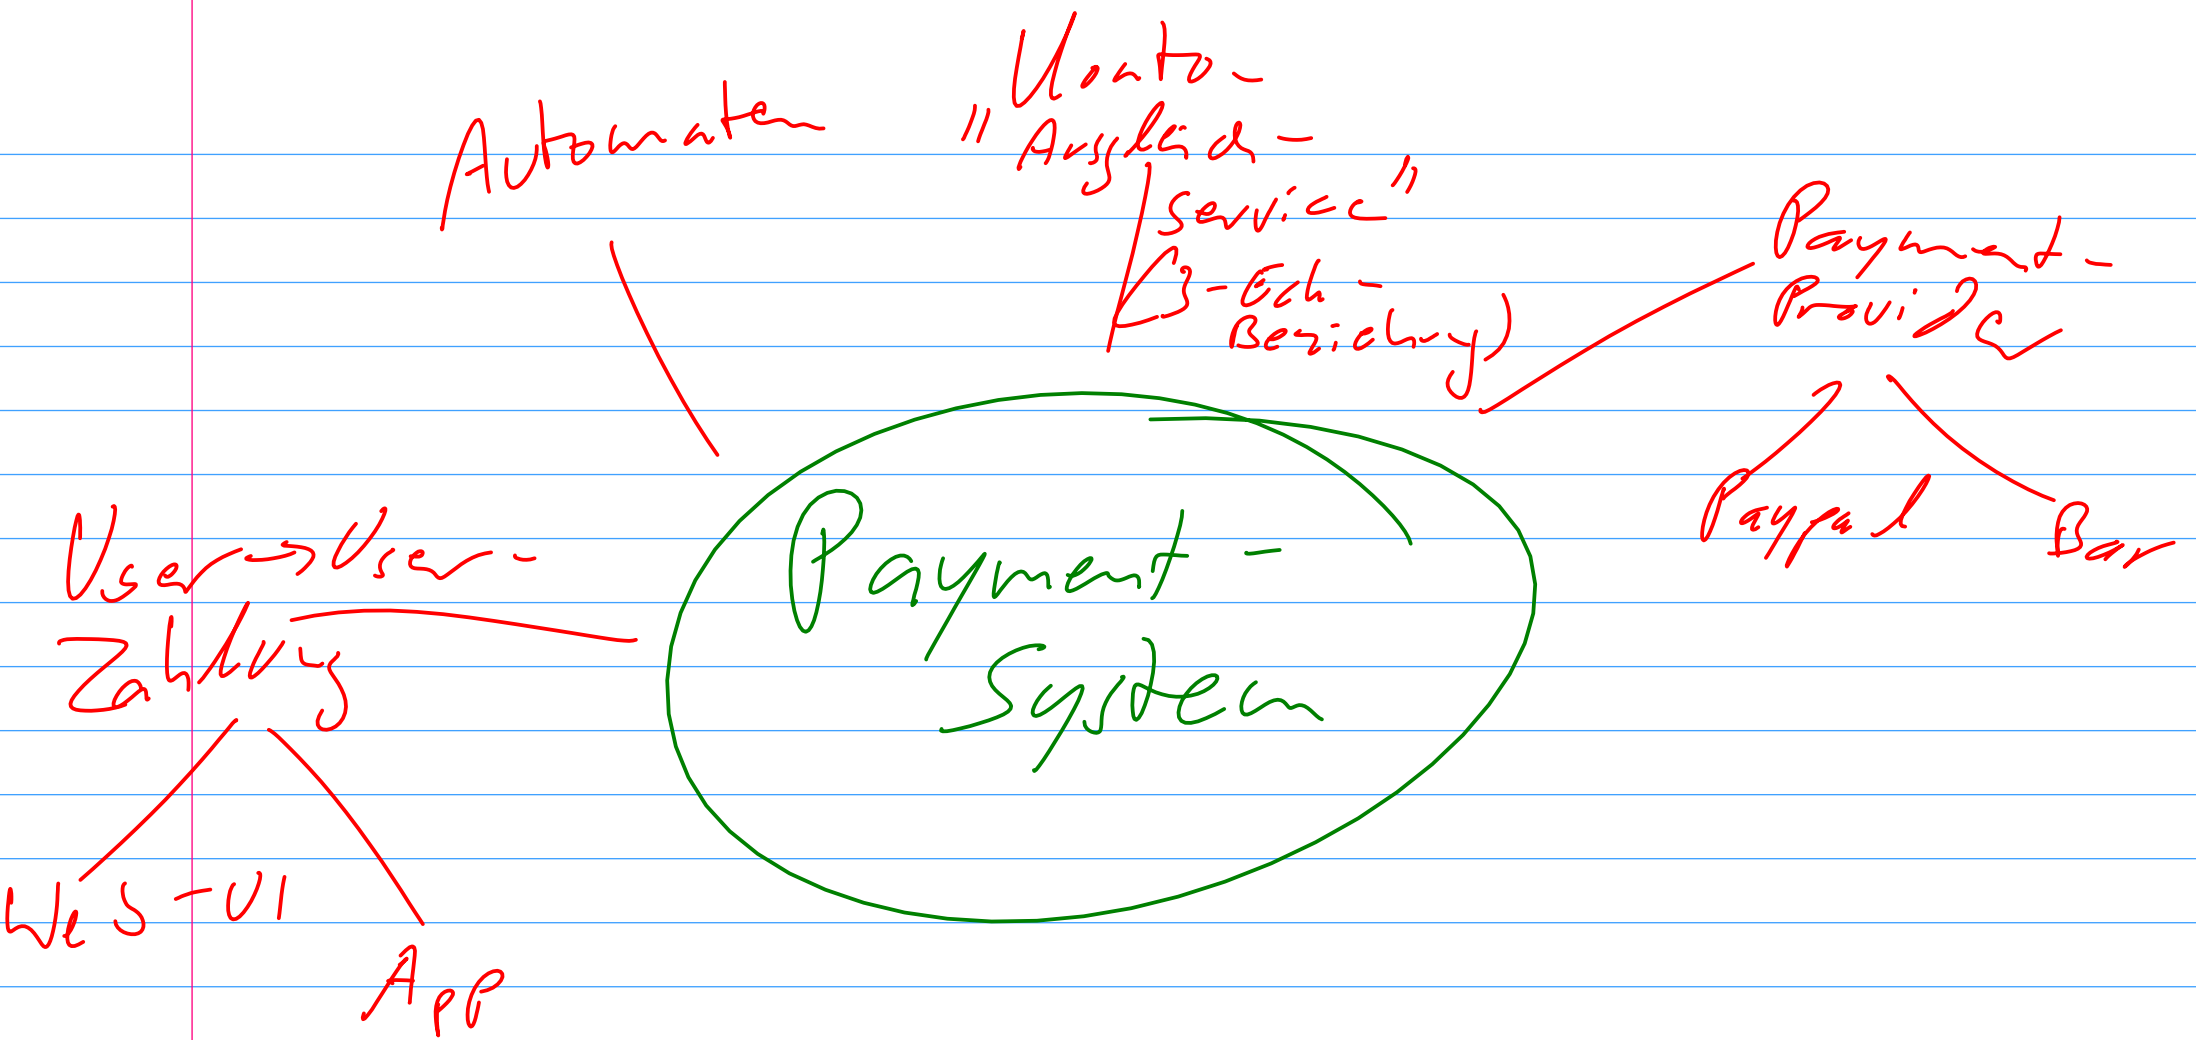 Automaten
"Konto-
Ausgleich-
service"
(3-Eck-
Beziehung)
Payment-
Provider
Paypal
Bar
User -> User-
Zahlung
Web-UI
App
Payment-
System